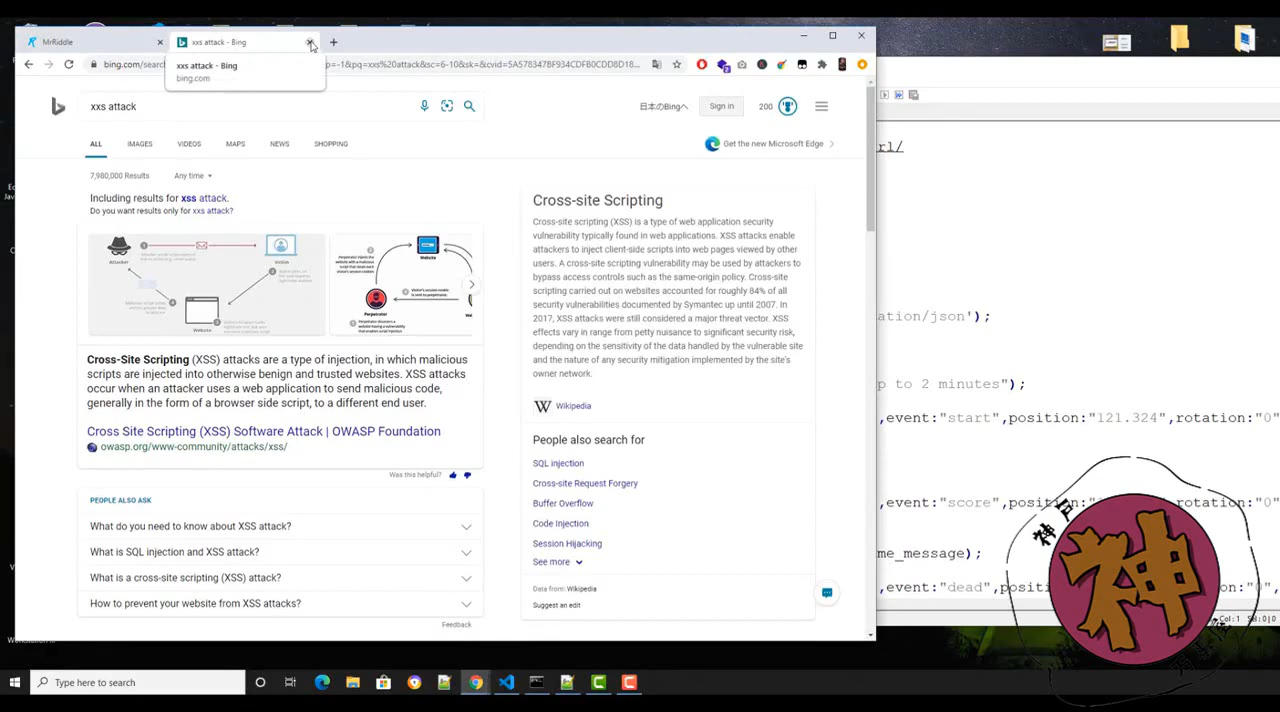 MrRiddle
xxs attack - Bing
xxs attack - Bing
bing.com
bing.com/search
p=-1&pq=xxs%20attack&sc=6-10&sk=&cvid=5A578347BF934CDFB0CDD8D18...
xxs attack
日本のBingへ
Sign in
200
ALL
IMAGES
VIDEOS
MAPS
NEWS
SHOPPING
Get the new Microsoft Edge
7,980,000 Results
Any time
Including results for xss attack.
Do you want results only for xxs attack?
Attacker
Website
Website
Perpetrator
Cross-Site Scripting (XSS) attacks are a type of injection, in which malicious
scripts are injected into otherwise benign and trusted websites. XSS attacks
occur when an attacker uses a web application to send malicious code,
generally in the form of a browser side script, to a different end user.
Cross Site Scripting (XSS) Software Attack | OWASP Foundation
owasp.org/www-community/attacks/xss/
Was this helpful?
PEOPLE ALSO ASK
What do you need to know about XSS attack?
What is SQL injection and XSS attack?
What is a cross-site scripting (XSS) attack?
How to prevent your website from XSS attacks?
Feedback
Cross-site Scripting
Cross-site scripting (XSS) is a type of web application security
vulnerability typically found in web applications. XSS attacks enable
attackers to inject client-side scripts into web pages viewed by other
users. A cross-site scripting vulnerability may be used by attackers to
bypass access controls such as the same-origin policy. Cross-site
scripting carried out on websites accounted for roughly 84% of all
security vulnerabilities documented by Symantec up until 2007. In
2017, XSS attacks were still considered a major threat vector. XSS
effects vary in range from petty nuisance to significant security risk,
depending on the sensitivity of the data handled by the vulnerable site
and the nature of any security mitigation implemented by the site's
owner network.
Wikipedia
People also search for
SQL injection
Cross-site Request Forgery
Buffer Overflow
Code Injection
Session Hijacking
See more
Data from: Wikipedia
Suggest an edit
rl/
ation/json');
p to 2 minutes");
,event:"start",position:"121.324",rotation:"0"
,event:"score",position rotation:"0"
me_message);
,event:"dead",posit
Col:1
神戸
神
Type here to search